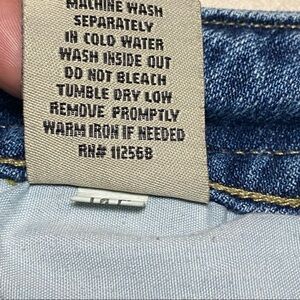 MACHINE WASH
SEPARATELY
IN COLD WATER
WASH INSIDE OUT
DO NOT BLEACH
TUMBLE DRY LOW
REMOVE PROMPTLY
WARM IRON IF NEEDED
RN# 112568